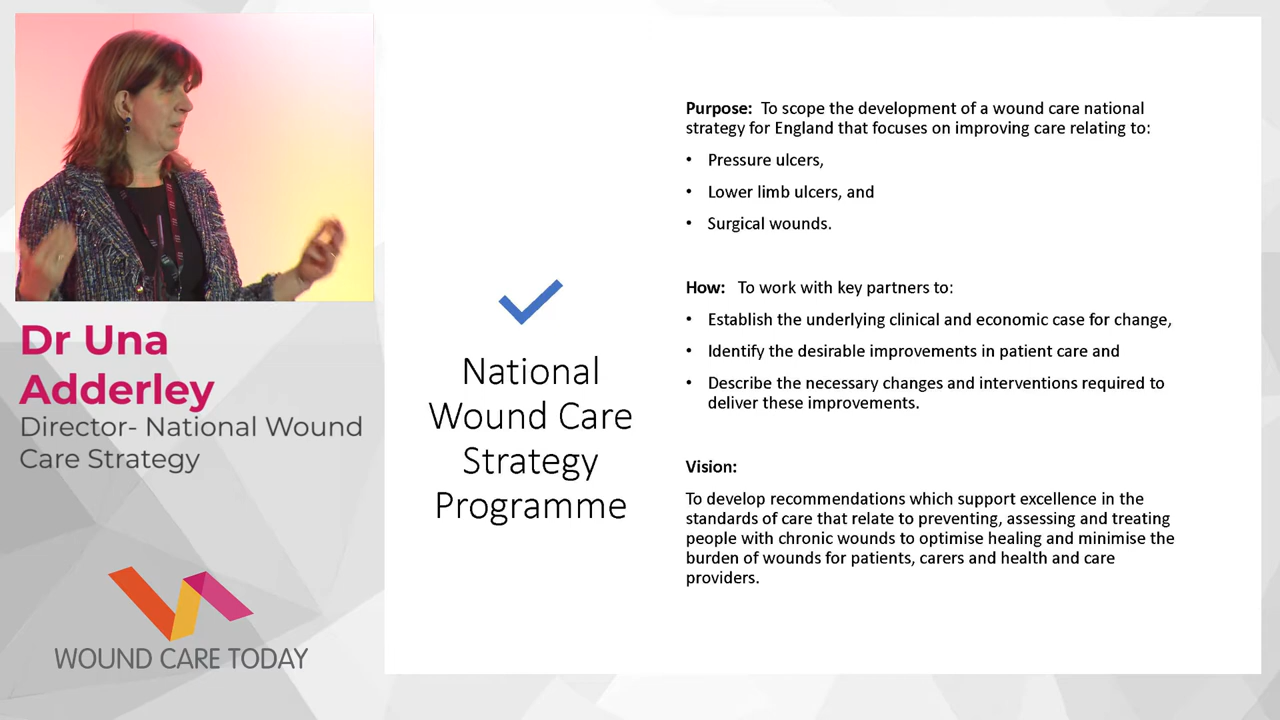 Dr Una
Adderley
Director- National Wound
Care Strategy
WOUND CARE TODAY
National
Wound Care
Strategy
Programme
Purpose: To scope the development of a wound care national
strategy for England that focuses on improving care relating to:
• Pressure ulcers,
• Lower limb ulcers, and
• Surgical wounds.
How: To work with key partners to:
• Establish the underlying clinical and economic case for change,
• Identify the desirable improvements in patient care and
• Describe the necessary changes and interventions required to
deliver these improvements.
Vision:
To develop recommendations which support excellence in the
standards of care that relate to preventing, assessing and treating
people with chronic wounds to optimise healing and minimise the
burden of wounds for patients, carers and health and care
providers.